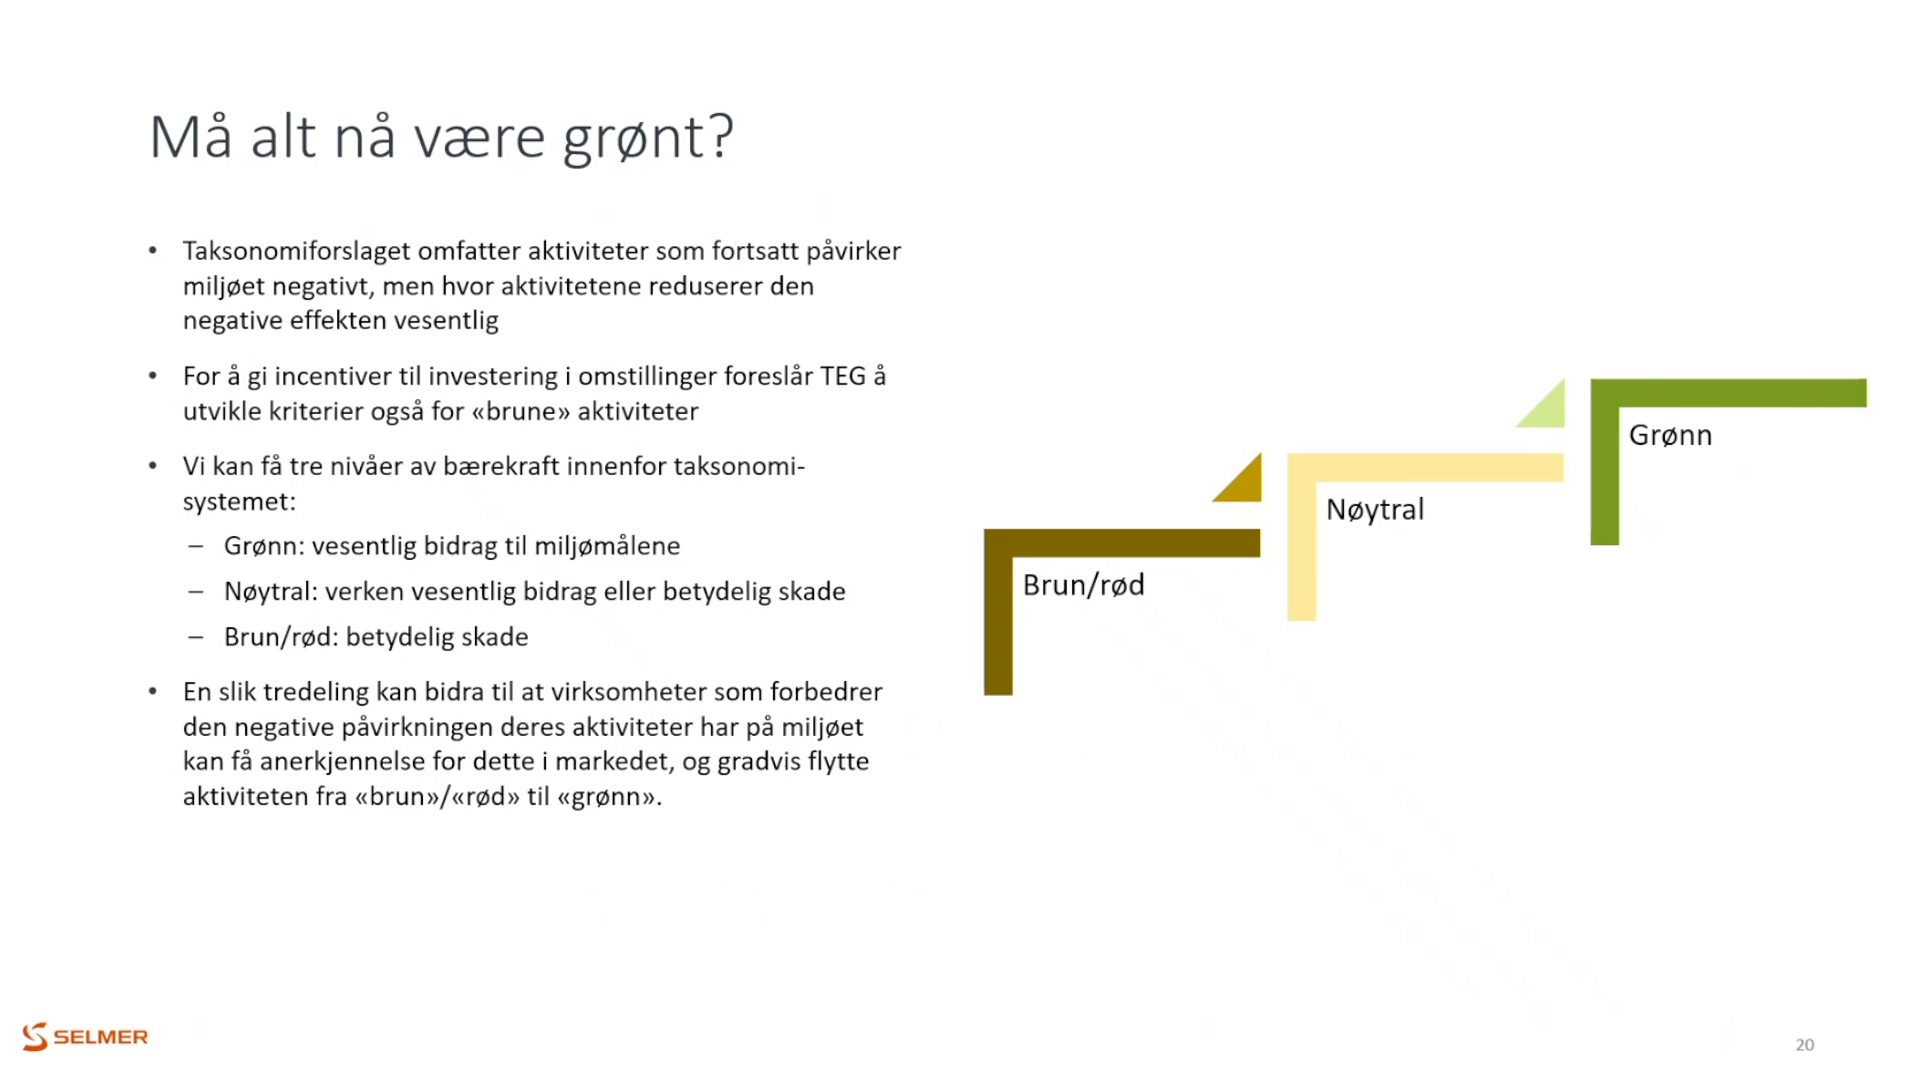 Må alt nå være grønt?
• Taksonomiforslaget omfatter aktiviteter som fortsatt påvirker
miljøet negativt, men hvor aktivitetene reduserer den
negative effekten vesentlig
• For å gi incentiver til investering i omstillinger foreslår TEG å
utvikle kriterier også for «brune» aktiviteter
• Vi kan få tre nivåer av bærekraft innenfor taksonomi-
systemet:
– Grønn: vesentlig bidrag til miljømålene
– Nøytral: verken vesentlig bidrag eller betydelig skade
– Brun/rød: betydelig skade
• En slik tredeling kan bidra til at virksomheter som forbedrer
den negative påvirkningen deres aktiviteter har på miljøet
kan få anerkjennelse for dette i markedet, og gradvis flytte
aktiviteten fra «brun»/«rød» til «grønn».
Brun/rød
Nøytral
Grønn
SELMER
20